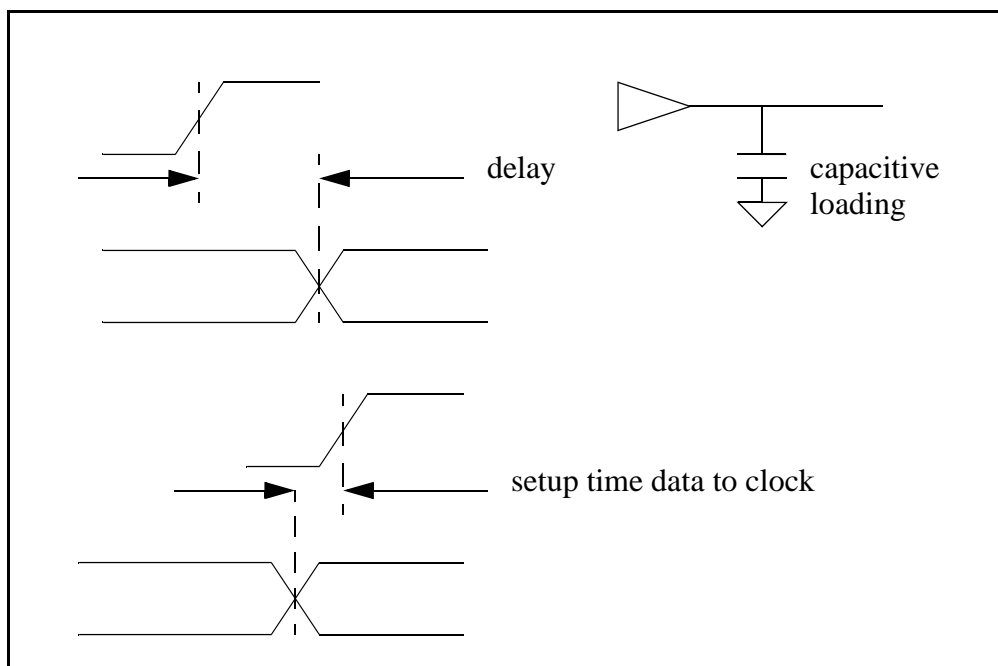 delay
capacitive
loading
setup time data to clock